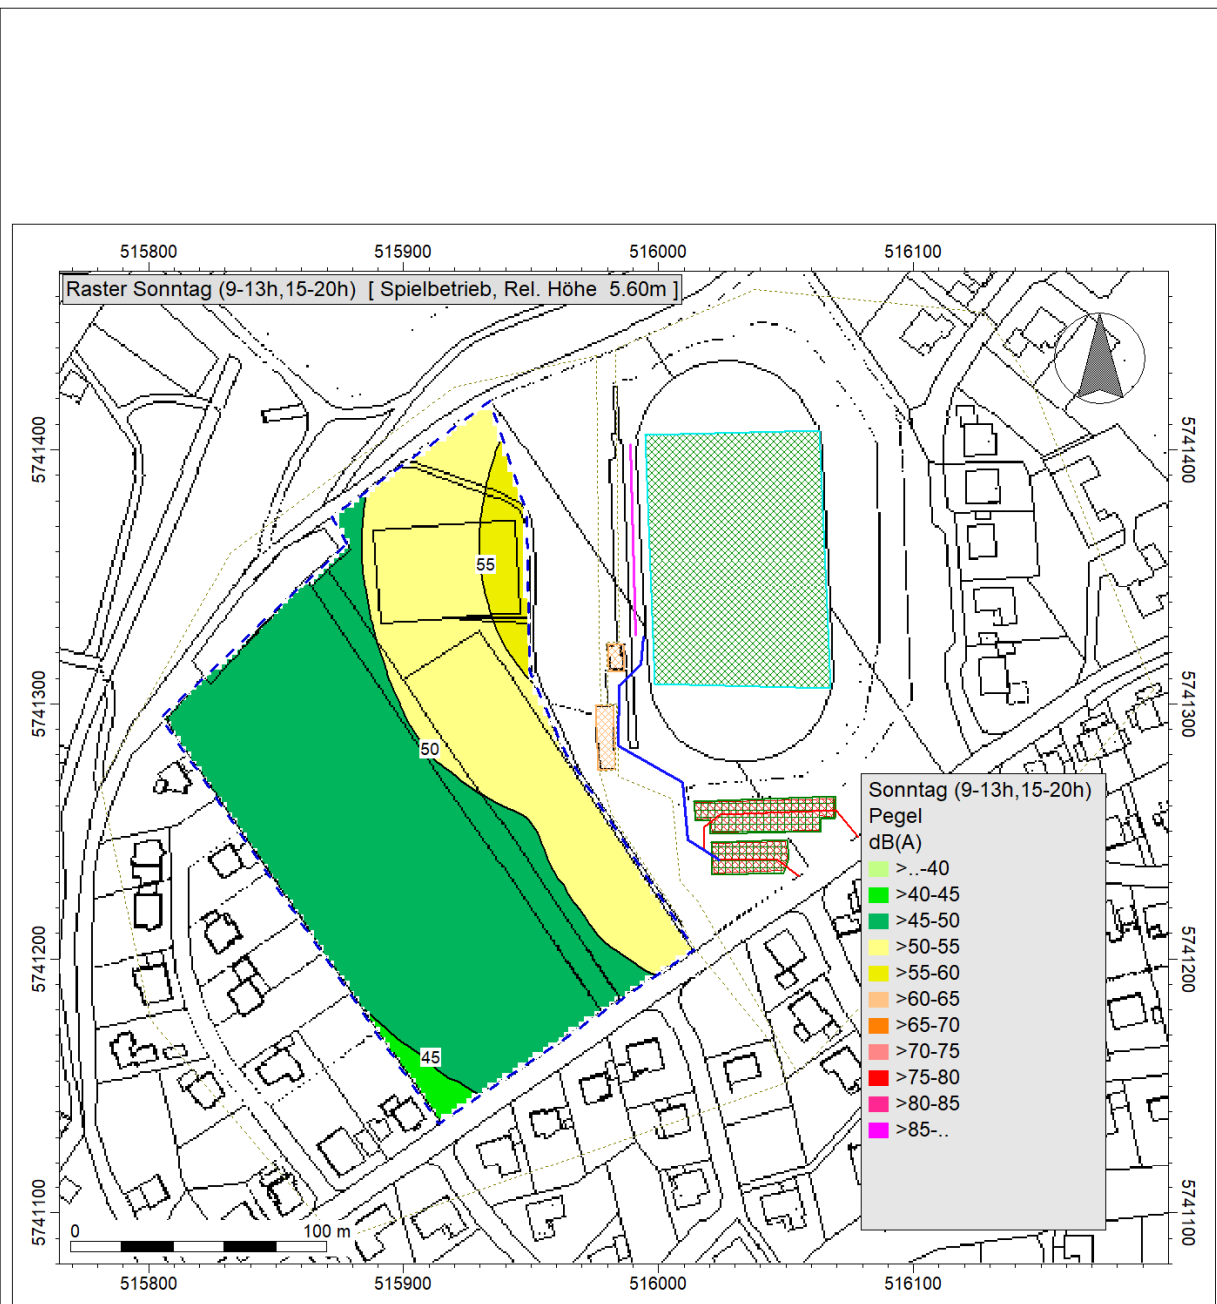 515800 515900 516000 516100
Raster Sonntag (9-13h,15-20h) [ Spielbetrieb, Rel. Höhe 5.60m ]
5741400 5741400
55
5741300 5741300
50
Sonntag (9-13h,15-20h)
Pegel
dB(A)
>..-40
>40-45
>45-50
>50-55
>55-60
>60-65
>65-70
>70-75
>75-80
>80-85
>85-..
5741200 5741200
45
5741100 5741100
0 100 m
515800 515900 516000 516100